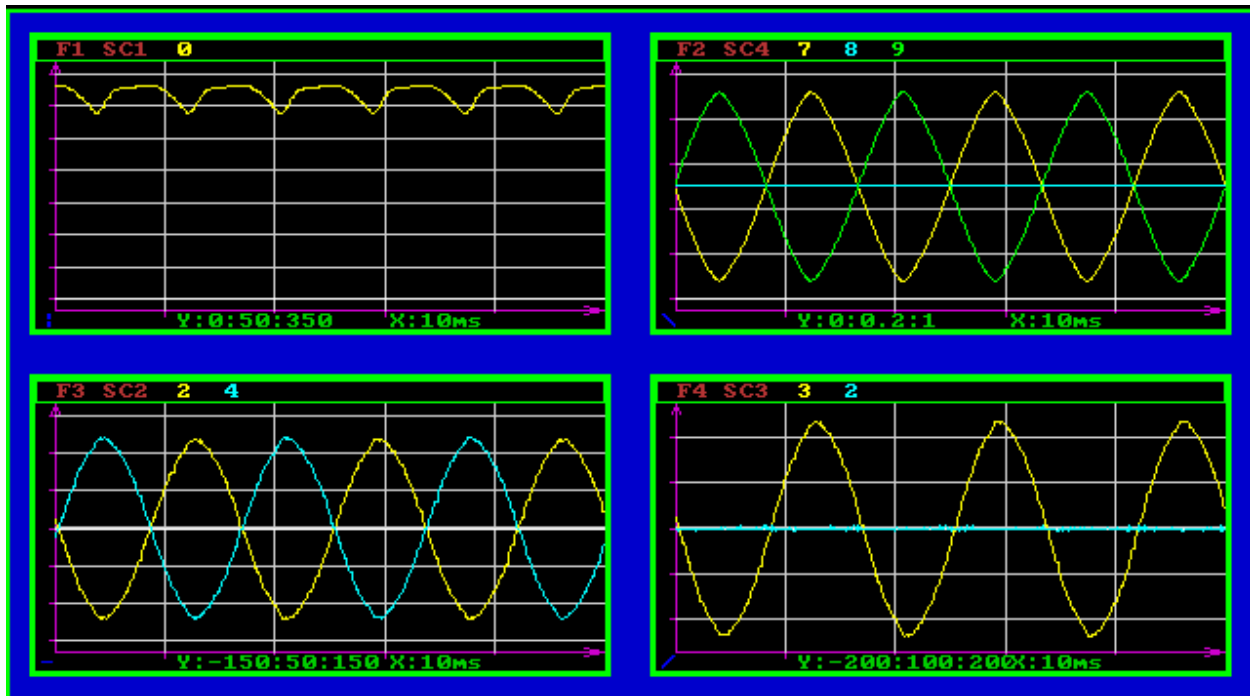 F1 SC1 0
Y:0:50:350 X:10ms
F2 SC4 7 8 9
Y:0:0.2:1 X:10ms
F3 SC2 2 4
Y:-150:50:150 X:10ms
F4 SC3 3 2
Y:-200:100:200X:10ms